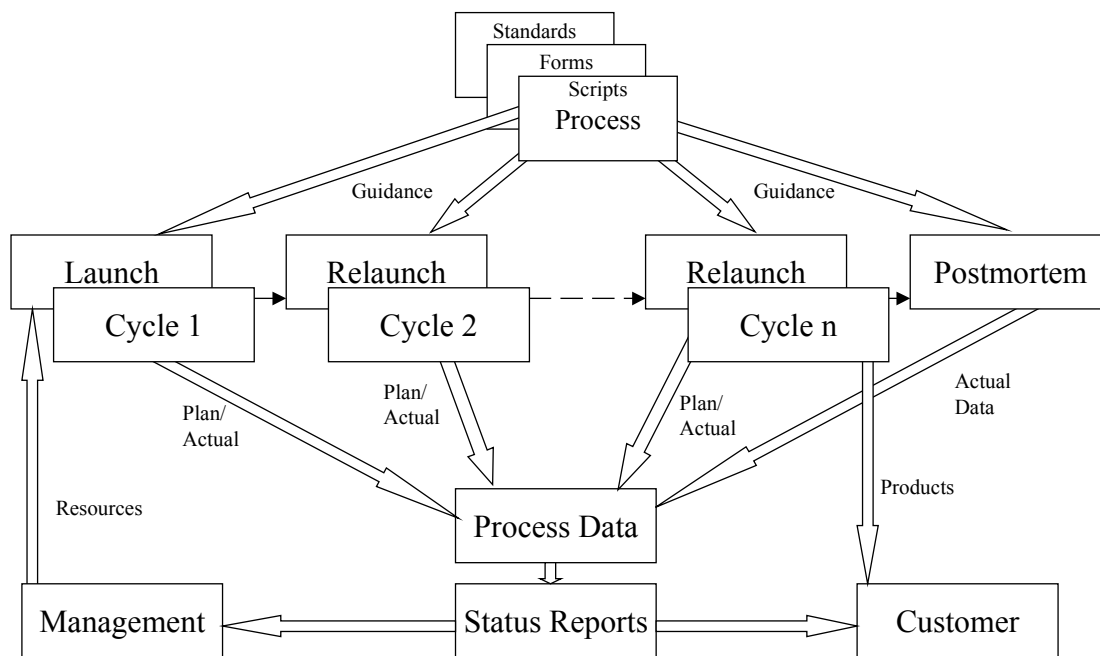 Standards
Forms
Scripts
Process
Guidance
Guidance
Launch
Relaunch
Relaunch
Postmortem
Cycle 1
Cycle 2
Cycle n
Plan/
Actual
Plan/
Actual
Plan/
Actual
Actual
Data
Resources
Products
Process Data
Management
Status Reports
Customer